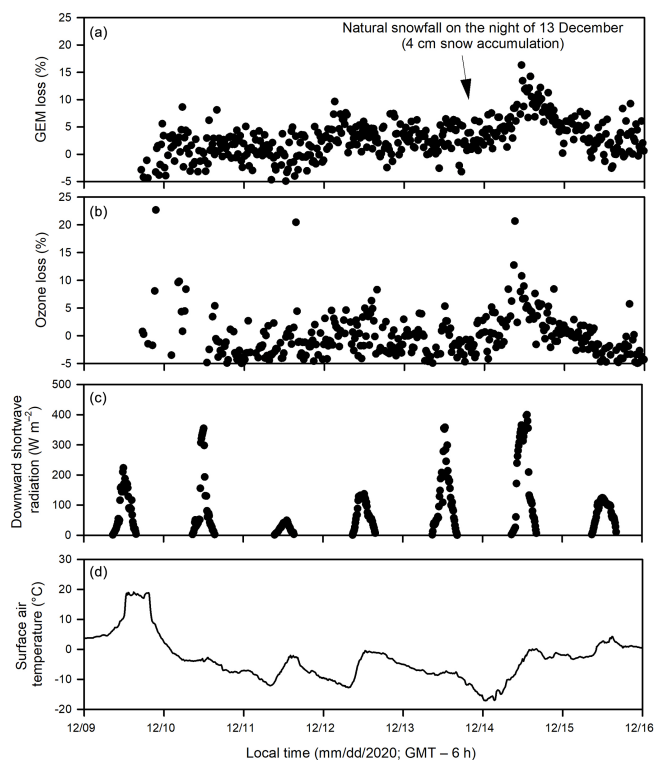 (a)
Natural snowfall on the night of 13 December
(4 cm snow accumulation)
GEM loss (%)
25
20
15
10
5
0
-5
(b)
Ozone loss (%)
25
20
15
10
5
0
-5
(c)
Downward shortwave
radiation (W m⁻²)
500
400
300
200
100
0
(d)
Surface air
temperature (°C)
30
20
10
0
-10
-20
12/09 12/10 12/11 12/12 12/13 12/14 12/15 12/16
Local time (mm/dd/2020; GMT – 6 h)